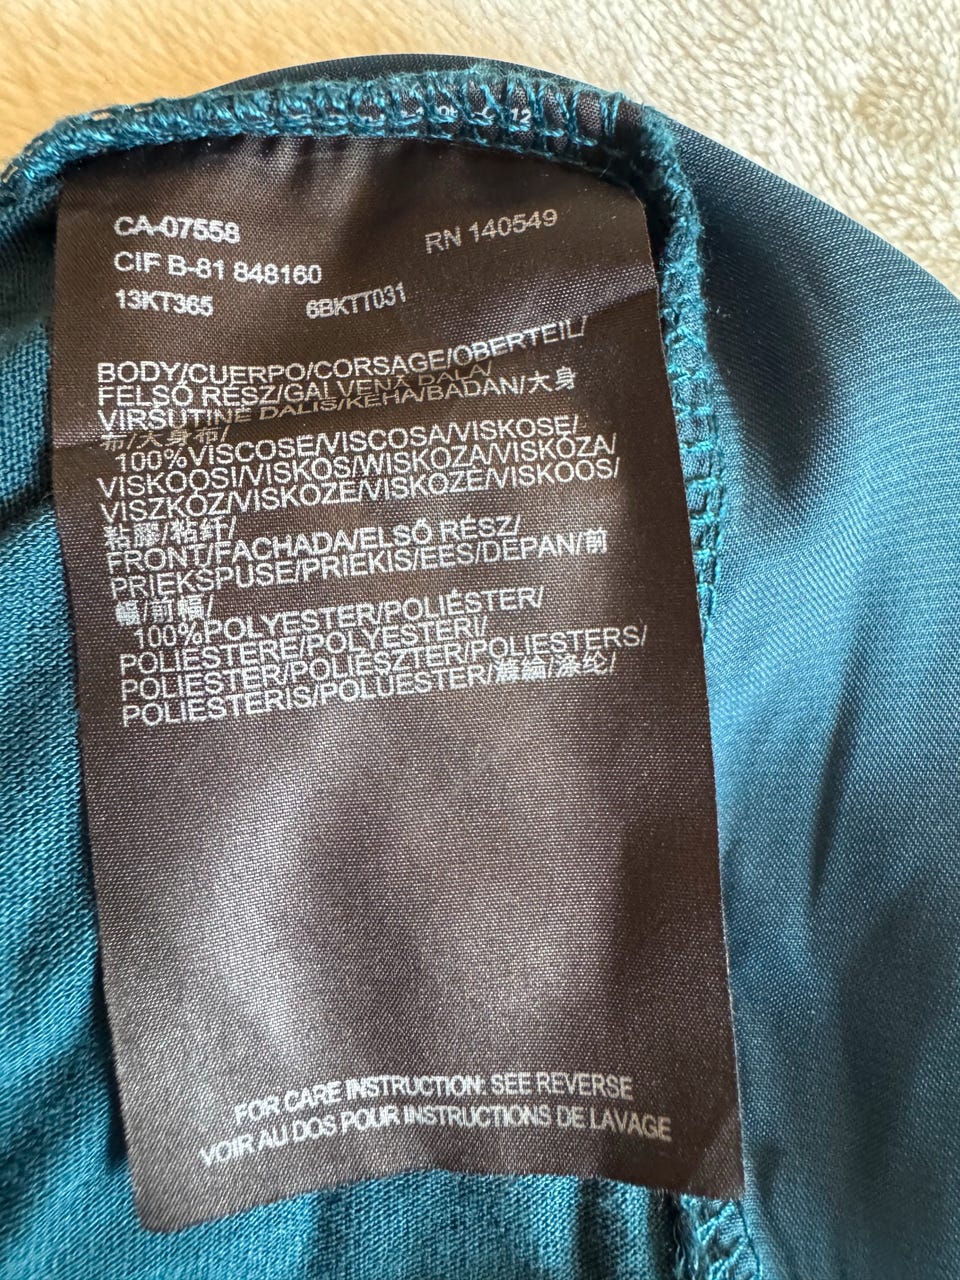 12
CA-07558
RN 140549
CIF B-81 848160
13KT365 6BKTT031
BODY/CUERPO/CORSAGE/OBERTEIL/
FELSŐ RÉSZ/GALVENĀ DALA/
VIRŠUTINĖ DALIS/KEHA/BADAN/大身
布/大身布/
100%VISCOSE/VISCOSA/VISKOSE/
VISKOOSI/VISKOS/WISKOZA/VISKÓZA/
VISZKÓZ/VISKOZE/VISKOZĖ/VISKOOS/
粘膠/粘纤/
FRONT/FACHADA/ELSŐ RÉSZ/
PRIEKŠPUSE/PRIEKIS/EES/DEPAN/前
幅/前幅/
100%POLYESTER/POLIÉSTER/
POLIESTERE/POLYESTERI/
POLIESTER/POLIÉSZTER/POLIESTERS/
POLIESTERIS/POLÜESTER/滌綸/涤纶/
FOR CARE INSTRUCTION: SEE REVERSE
VOIR AU DOS POUR INSTRUCTIONS DE LAVAGE